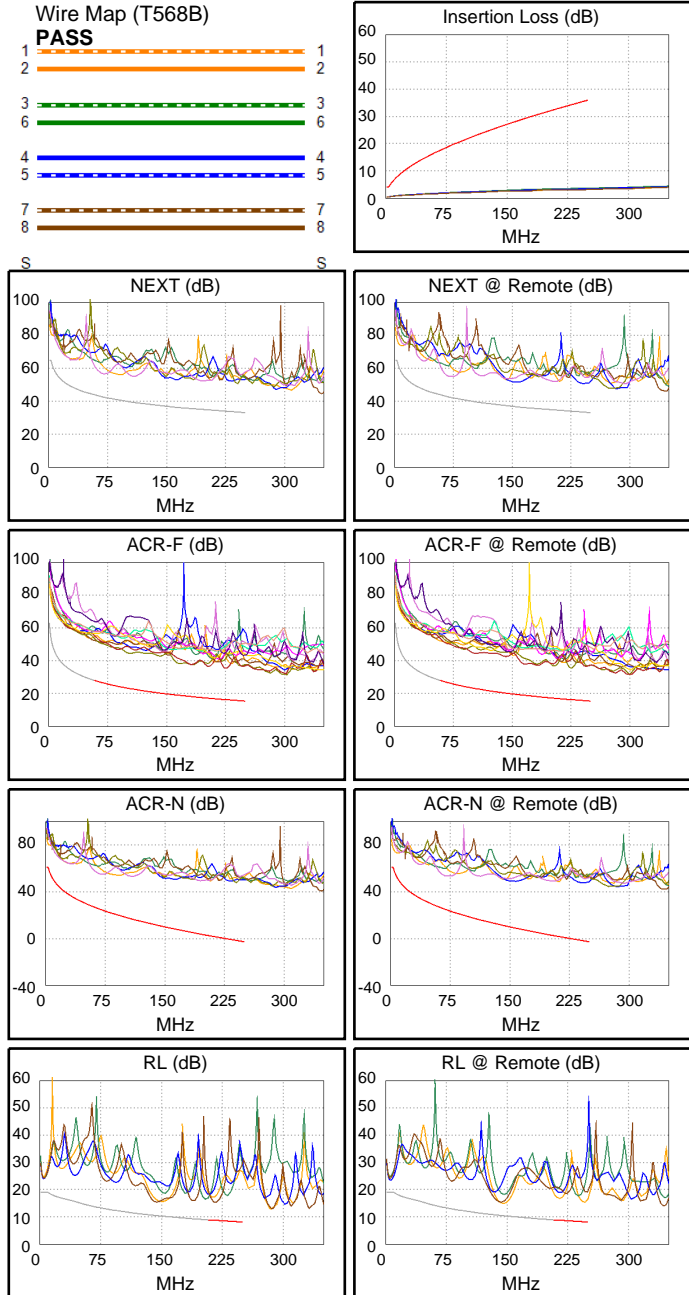 Wire Map (T568B)
PASS
1 1
2 2
3 3
6 6
4 4
5 5
7 7
8 8
S S
Insertion Loss (dB)
60
50
40
30
20
10
0
0 75 150 225 300
MHz
NEXT (dB)
100
80
60
40
20
0
0 75 150 225 300
MHz
NEXT @ Remote (dB)
100
80
60
40
20
0
0 75 150 225 300
MHz
ACR-F (dB)
100
80
60
40
20
0
0 75 150 225 300
MHz
ACR-F @ Remote (dB)
100
80
60
40
20
0
0 75 150 225 300
MHz
ACR-N (dB)
80
40
0
-40
0 75 150 225 300
MHz
ACR-N @ Remote (dB)
80
40
0
-40
0 75 150 225 300
MHz
RL (dB)
60
50
40
30
20
10
0
0 75 150 225 300
MHz
RL @ Remote (dB)
60
50
40
30
20
10
0
0 75 150 225 300
MHz